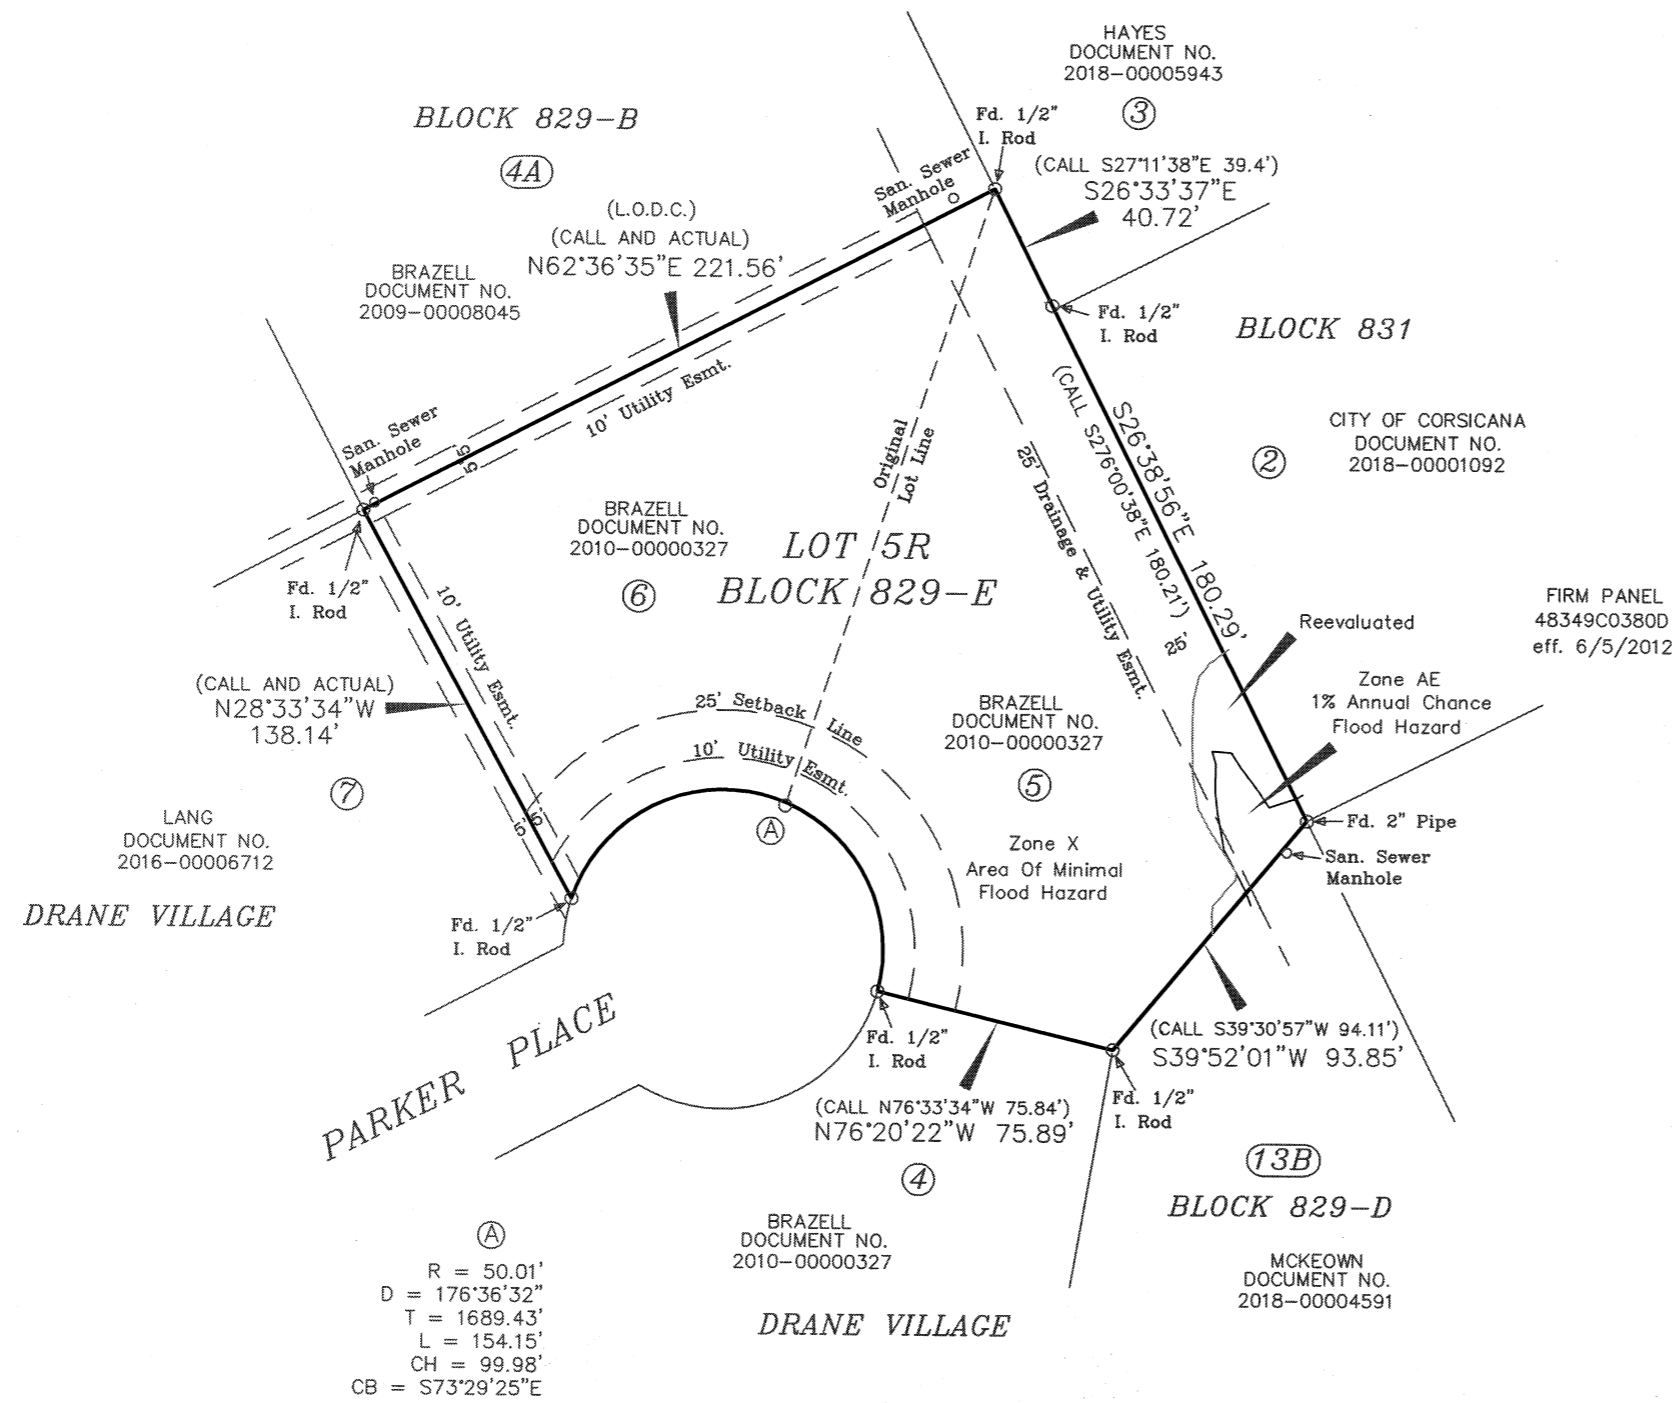 HAYES
DOCUMENT NO.
2018-00005943
3
BLOCK 829-B
4A
Fd. 1/2"
I. Rod
San. Sewer
Manhole
(CALL S27°11'38"E 39.4')
S26°33'37"E
40.72'
(L.O.D.C.)
(CALL AND ACTUAL)
N62°36'35"E 221.56'
BRAZELL
DOCUMENT NO.
2009-00008045
Fd. 1/2"
I. Rod
BLOCK 831
10' Utility Esmt.
San. Sewer
Manhole
5'
5'
Original
Lot Line
(CALL S276°00'38"E 180.21')
S26°38'56"E 180.29'
CITY OF CORSICANA
DOCUMENT NO.
2018-00001092
2
25' Drainage & Utility Esmt.
25'
BRAZELL
DOCUMENT NO.
2010-00000327
6
LOT 5R
BLOCK 829-E
Fd. 1/2"
I. Rod
10' Utility Esmt.
FIRM PANEL
48349C0380D
eff. 6/5/2012
Reevaluated
Zone AE
1% Annual Chance
Flood Hazard
(CALL AND ACTUAL)
N28°33'34"W
138.14'
7
25' Setback Line
10' Utility Esmt.
BRAZELL
DOCUMENT NO.
2010-00000327
5
LANG
DOCUMENT NO.
2016-00006712
5'
5'
A
Fd. 2" Pipe
San. Sewer
Manhole
Zone X
Area Of Minimal
Flood Hazard
DRANE VILLAGE
Fd. 1/2"
I. Rod
PARKER PLACE
Fd. 1/2"
I. Rod
(CALL S39°30'57"W 94.11')
S39°52'01"W 93.85'
Fd. 1/2"
I. Rod
(CALL N76°33'34"W 75.84')
N76°20'22"W 75.89'
4
13B
BLOCK 829-D
BRAZELL
DOCUMENT NO.
2010-00000327
MCKEOWN
DOCUMENT NO.
2018-00004591
DRANE VILLAGE
A
R = 50.01'
D = 176°36'32"
T = 1689.43'
L = 154.15'
CH = 99.98'
CB = S73°29'25"E